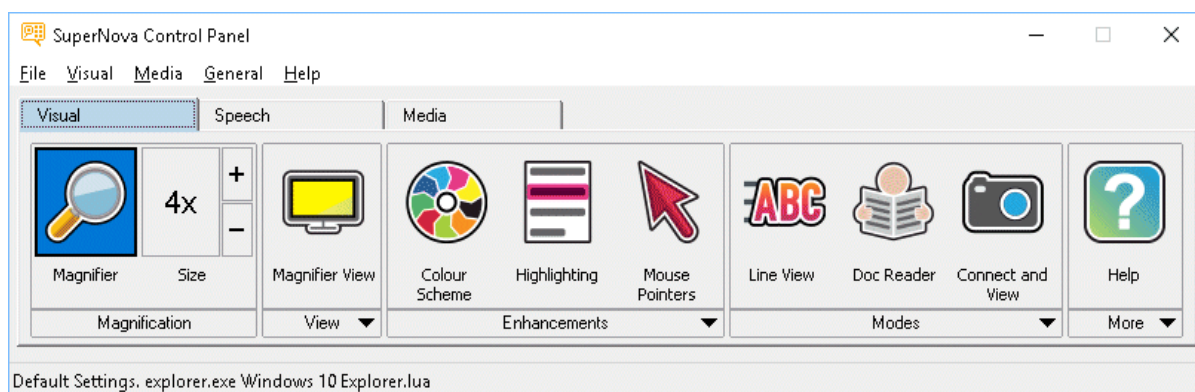 SuperNova Control Panel
File Visual Media General Help
Visual Speech Media
4x + −
Magnifier Size Magnifier View Colour Scheme Highlighting Mouse Pointers Line View Doc Reader Connect and View Help
ABC
?
Magnification View Enhancements Modes More
Default Settings. explorer.exe Windows 10 Explorer.lua